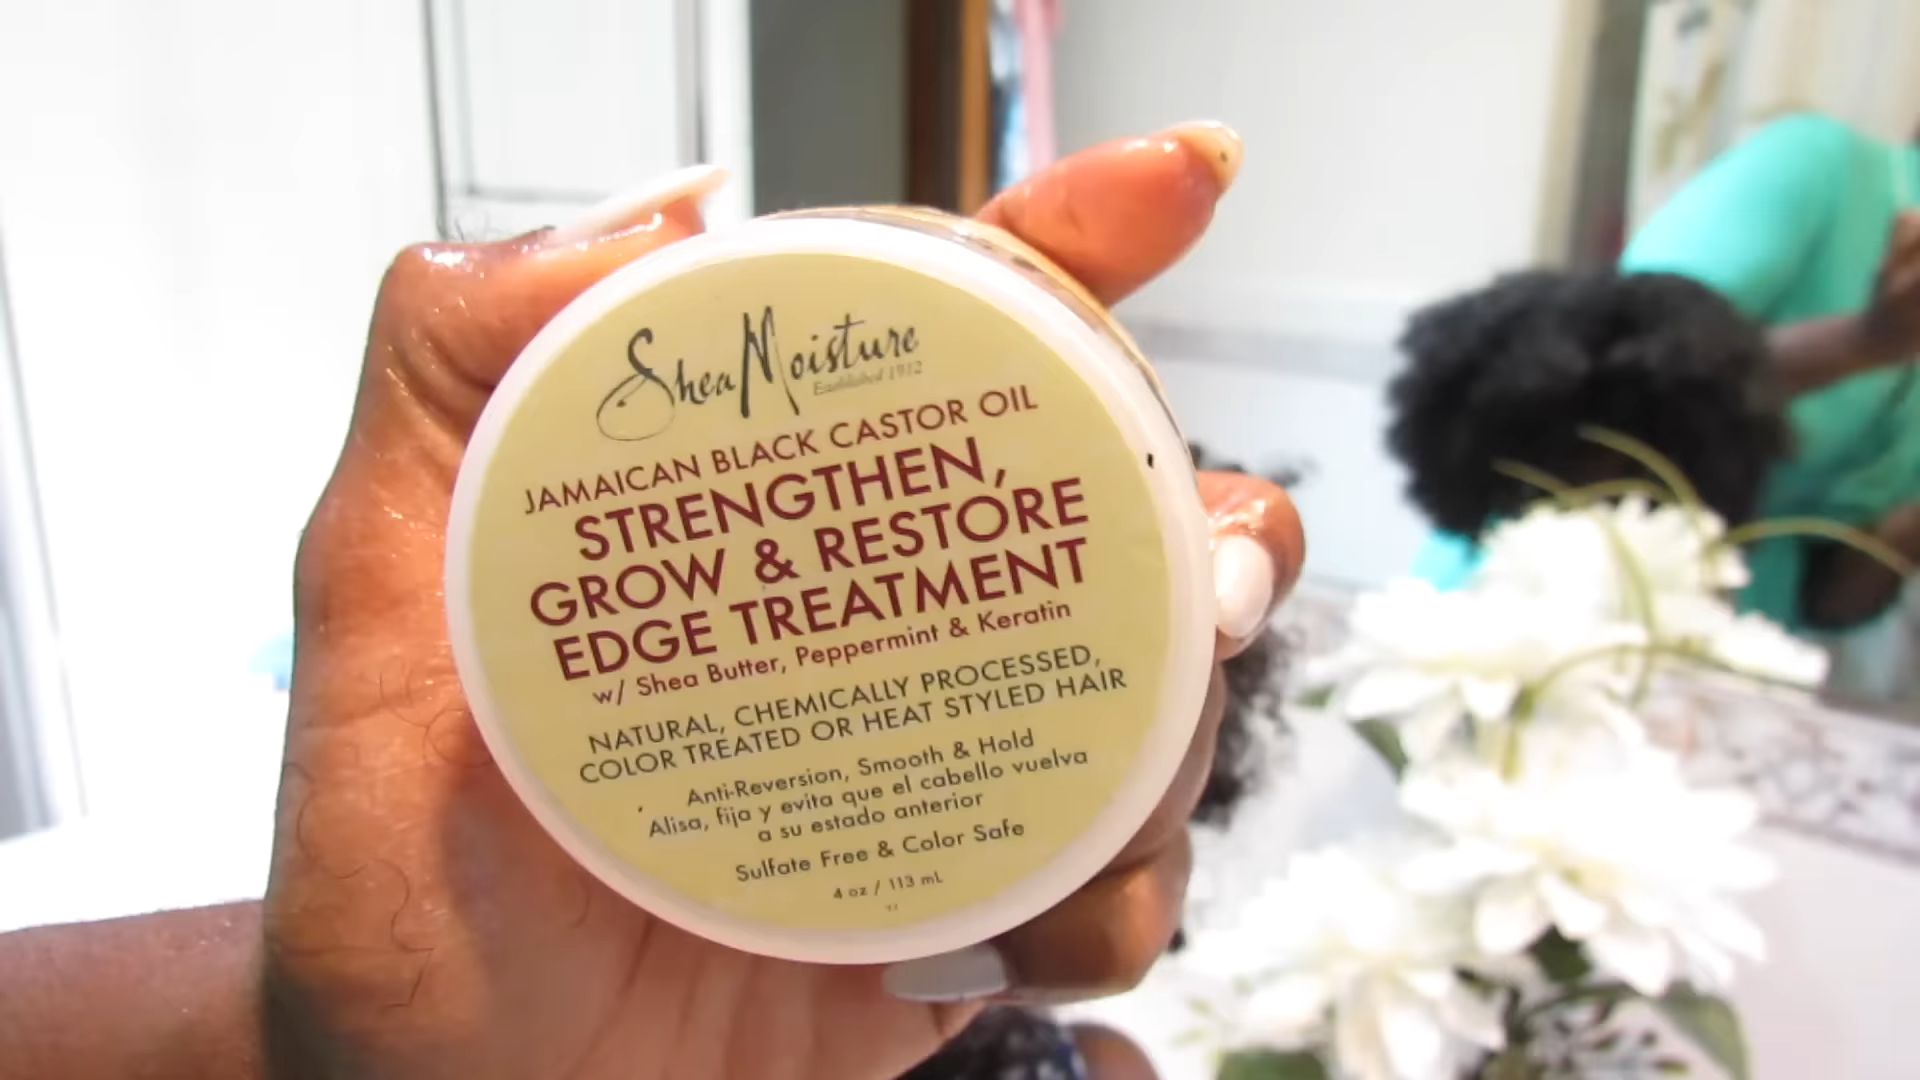 SheaMoisture
Established 1912
JAMAICAN BLACK CASTOR OIL
STRENGTHEN,
GROW & RESTORE
EDGE TREATMENT
w/ Shea Butter, Peppermint & Keratin
NATURAL, CHEMICALLY PROCESSED,
COLOR TREATED OR HEAT STYLED HAIR
Anti-Reversion, Smooth & Hold
Alisa, fija y evita que el cabello vuelva
a su estado anterior
Sulfate Free & Color Safe
4 oz / 113 mL